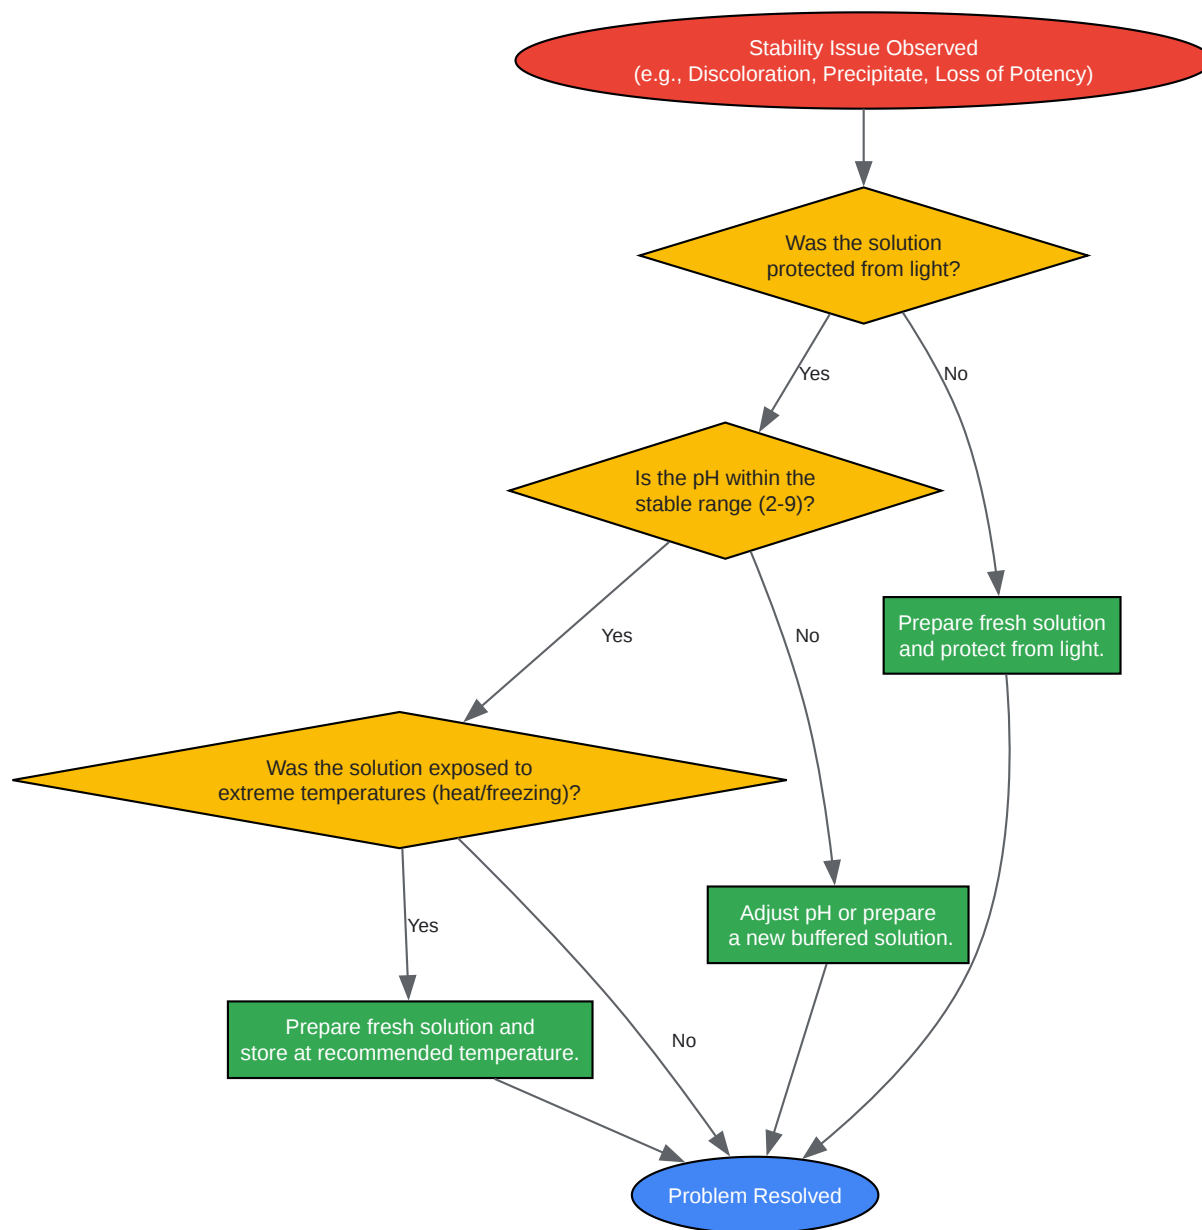 Stability Issue Observed
(e.g., Discoloration, Precipitate, Loss of Potency)
Was the solution
protected from light?
Yes
No
Is the pH within the
stable range (2-9)?
Yes
No
Prepare fresh solution
and protect from light.
Was the solution exposed to
extreme temperatures (heat/freezing)?
Yes
No
Adjust pH or prepare
a new buffered solution.
Prepare fresh solution and
store at recommended temperature.
Problem Resolved